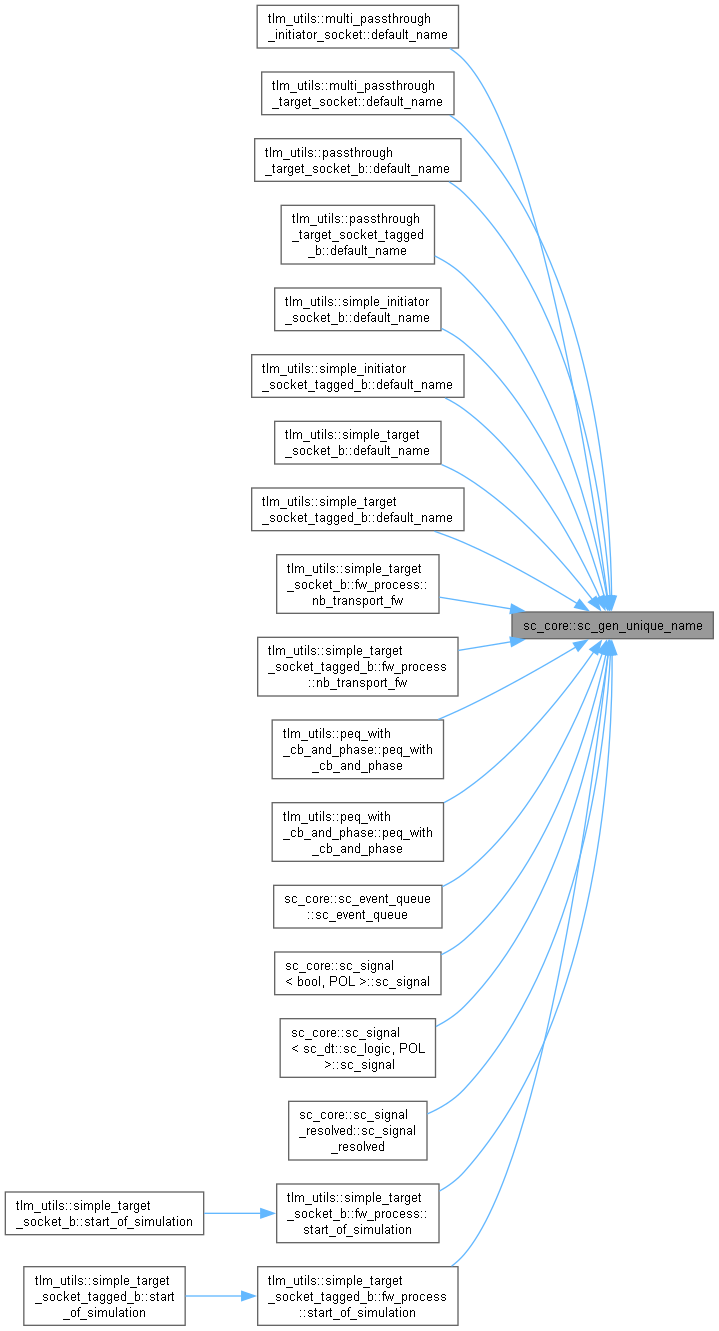 tlm_utils::multi_passthrough
_initiator_socket::default_name
tlm_utils::multi_passthrough
_target_socket::default_name
tlm_utils::passthrough
_target_socket_b::default_name
tlm_utils::passthrough
_target_socket_tagged
_b::default_name
tlm_utils::simple_initiator
_socket_b::default_name
tlm_utils::simple_initiator
_socket_tagged_b::default_name
tlm_utils::simple_target
_socket_b::default_name
tlm_utils::simple_target
_socket_tagged_b::default_name
tlm_utils::simple_target
_socket_b::fw_process::
nb_transport_fw
sc_core::sc_gen_unique_name
tlm_utils::simple_target
_socket_tagged_b::fw_process
::nb_transport_fw
tlm_utils::peq_with
_cb_and_phase::peq_with
_cb_and_phase
tlm_utils::peq_with
_cb_and_phase::peq_with
_cb_and_phase
sc_core::sc_event_queue
::sc_event_queue
sc_core::sc_signal
< bool, POL >::sc_signal
sc_core::sc_signal
< sc_dt::sc_logic, POL
>::sc_signal
sc_core::sc_signal
_resolved::sc_signal
_resolved
tlm_utils::simple_target
_socket_b::start_of_simulation
tlm_utils::simple_target
_socket_b::fw_process::
start_of_simulation
tlm_utils::simple_target
_socket_tagged_b::start
_of_simulation
tlm_utils::simple_target
_socket_tagged_b::fw_process
::start_of_simulation